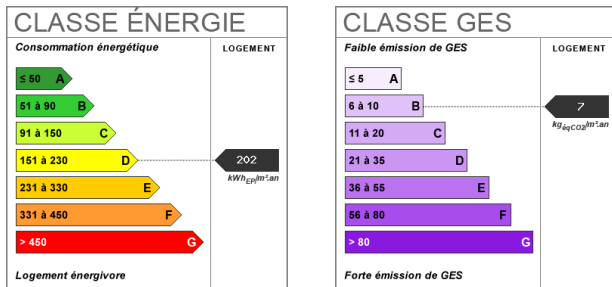 CLASSE ÉNERGIE
Consommation énergétique
LOGEMENT
≤ 50 A
51 à 90 B
91 à 150 C
151 à 230 D
202
kWhEP/m².an
231 à 330 E
331 à 450 F
> 450 G
Logement énergivore
CLASSE GES
Faible émission de GES
LOGEMENT
≤ 5 A
6 à 10 B
7
kgéqCO2/m².an
11 à 20 C
21 à 35 D
36 à 55 E
56 à 80 F
> 80 G
Forte émission de GES